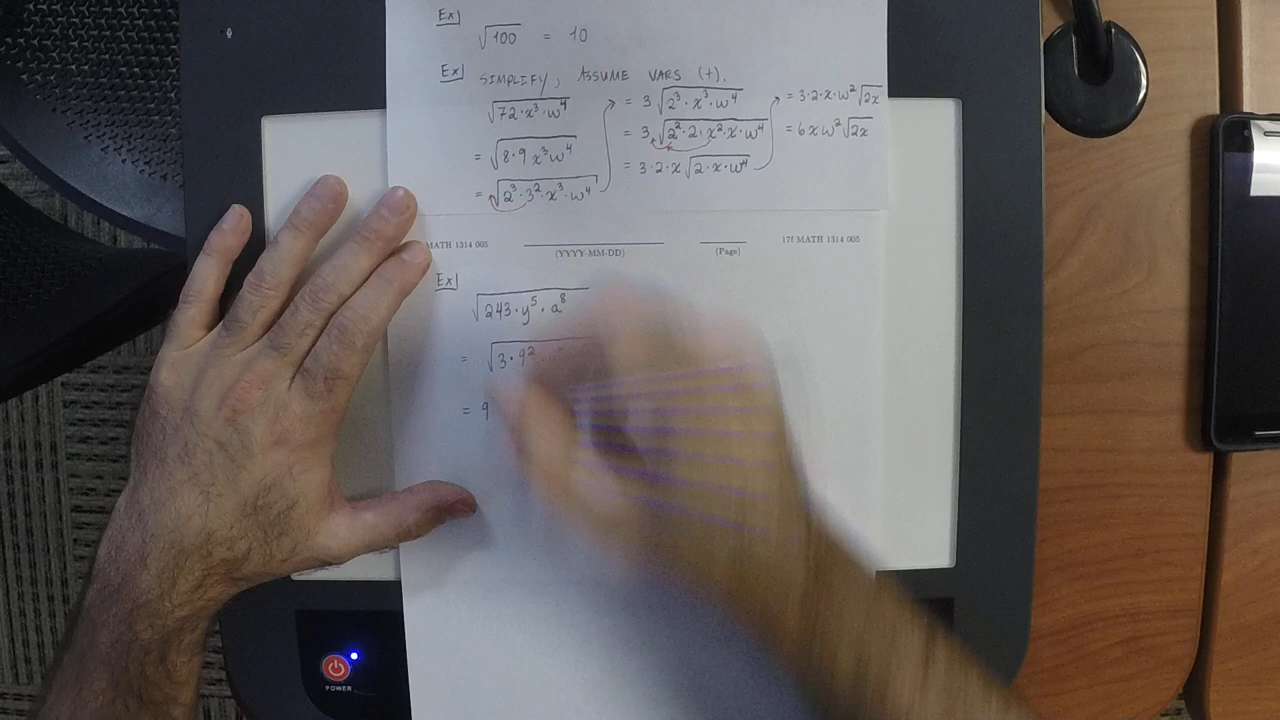 Ex]
√100 = 10
Ex] SIMPLIFY, ASSUME VARS (+).
√72·x³·w⁴
= √8·9 x³w⁴
= √2³·3²·x³·w⁴
= 3√2³·x³·w⁴
= 3√2²·2·x²·x·w⁴
= 3·2·x√2·x·w⁴
= 3·2·x·w²√2x
= 6xw²√2x
MATH 1314 005
(YYYY-MM-DD)
(Page)
17f MATH 1314 005
Ex]
√243·y⁵·a⁸
= √3·9²
= 9
POWER